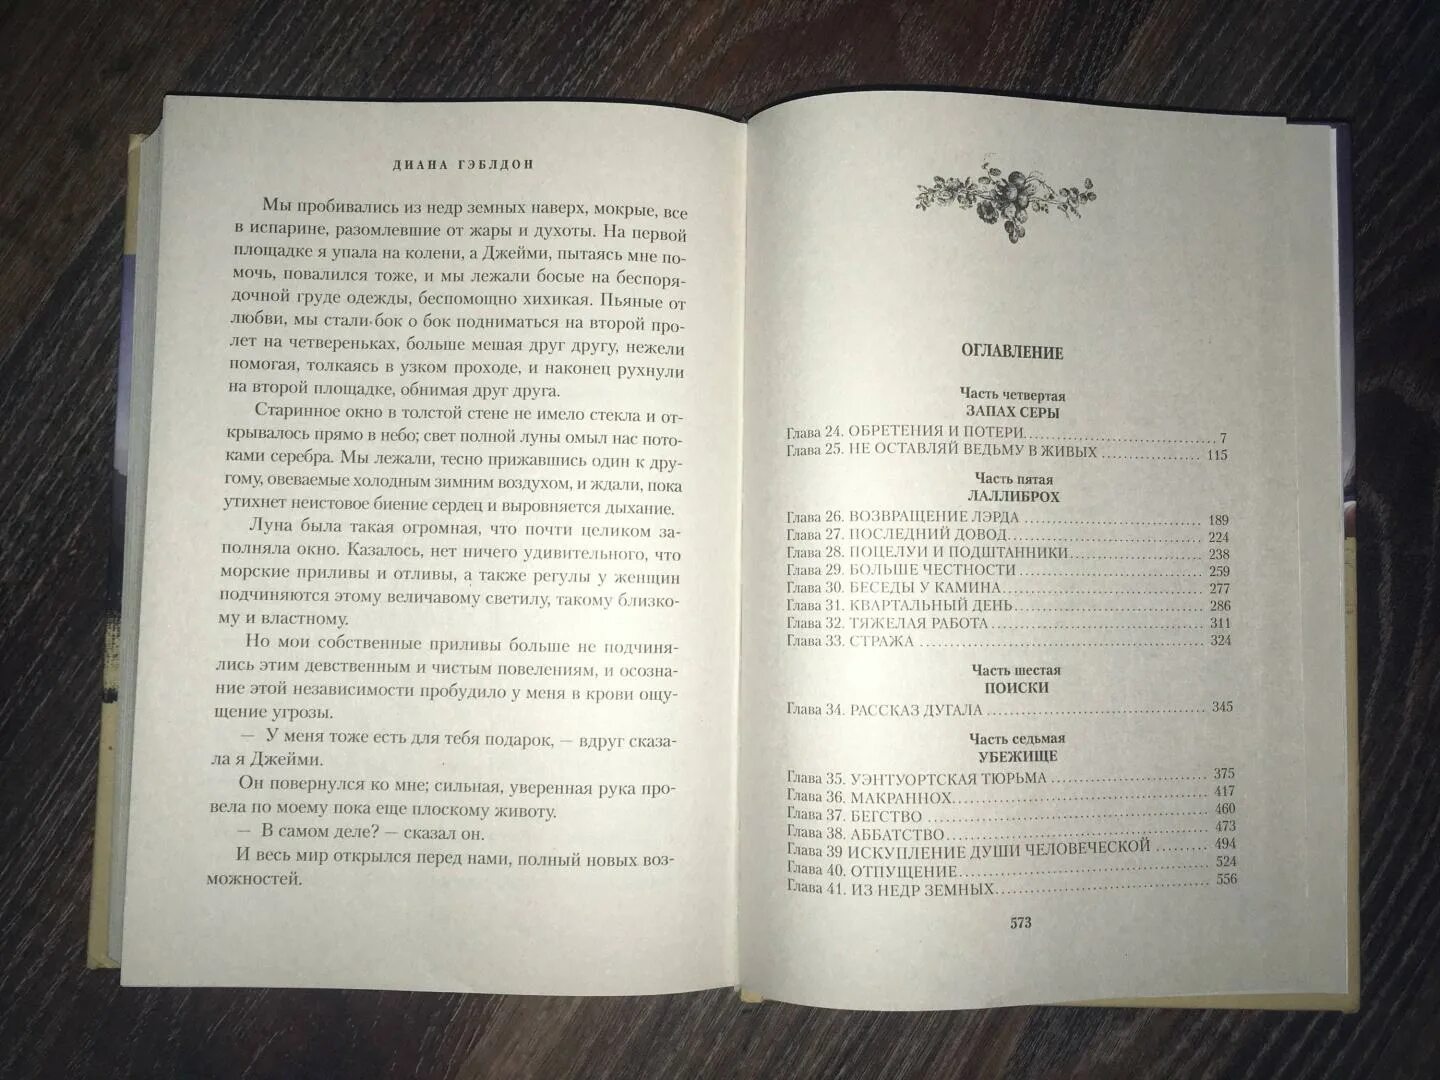 ДИАНА ГЭБЛДОН
Мы пробивались из недр земных наверх, мокрые, все
в испарине, разомлевшие от жары и духоты. На первой
площадке я упала на колени, а Джейми, пытаясь мне по-
мочь, повалился тоже, и мы лежали босые на беспоря-
дочной груде одежды, беспомощно хихикая. Пьяные от
любви, мы стали бок о бок подниматься на второй про-
лет на четвереньках, больше мешая друг другу, нежели
помогая, толкаясь в узком проходе, и наконец рухнули
на второй площадке, обнимая друг друга.
Старинное окно в толстой стене не имело стекла и от-
крывалось прямо в небо; свет полной луны омыл нас пото-
ками серебра. Мы лежали, тесно прижавшись один к дру-
гому, овеваемые холодным зимним воздухом, и ждали, пока
утихнет неистовое биение сердец и выровняется дыхание.
Луна была такая огромная, что почти целиком за-
полняла окно. Казалось, нет ничего удивительного, что
морские приливы и отливы, а также регулы у женщин
подчиняются этому величавому светилу, такому близко-
му и властному.
Но мои собственные приливы больше не подчиня-
лись этим девственным и чистым повелениям, и осозна-
ние этой независимости пробудило у меня в крови ощу-
щение угрозы.
— У меня тоже есть для тебя подарок, — вдруг сказа-
ла я Джейми.
Он повернулся ко мне; сильная, уверенная рука про-
вела по моему пока еще плоскому животу.
— В самом деле? — сказал он.
И весь мир открылся перед нами, полный новых воз-
можностей.
ОГЛАВЛЕНИЕ
Часть четвертая
ЗАПАХ СЕРЫ
Глава 24. ОБРЕТЕНИЯ И ПОТЕРИ.............................. 7
Глава 25. НЕ ОСТАВЛЯЙ ВЕДЬМУ В ЖИВЫХ .............. 115
Часть пятая
ЛАЛЛИБРОХ
Глава 26. ВОЗВРАЩЕНИЕ ЛЭРДА ............................ 189
Глава 27. ПОСЛЕДНИЙ ДОВОД.............................. 224
Глава 28. ПОЦЕЛУИ И ПОДШТАННИКИ.................... 238
Глава 29. БОЛЬШЕ ЧЕСТНОСТИ ............................ 259
Глава 30. БЕСЕДЫ У КАМИНА.............................. 277
Глава 31. КВАРТАЛЬНЫЙ ДЕНЬ............................ 286
Глава 32. ТЯЖЕЛАЯ РАБОТА .............................. 311
Глава 33. СТРАЖА ........................................ 324
Часть шестая
ПОИСКИ
Глава 34. РАССКАЗ ДУГАЛА .............................. 345
Часть седьмая
УБЕЖИЩЕ
Глава 35. УЭНТУОРТСКАЯ ТЮРЬМА ........................ 375
Глава 36. МАКРАННОХ.................................... 417
Глава 37. БЕГСТВО ...................................... 460
Глава 38. АББАТСТВО.................................... 473
Глава 39 ИСКУПЛЕНИЕ ДУШИ ЧЕЛОВЕЧЕСКОЙ ............ 494
Глава 40. ОТПУЩЕНИЕ.................................... 524
Глава 41. ИЗ НЕДР ЗЕМНЫХ.............................. 556
573